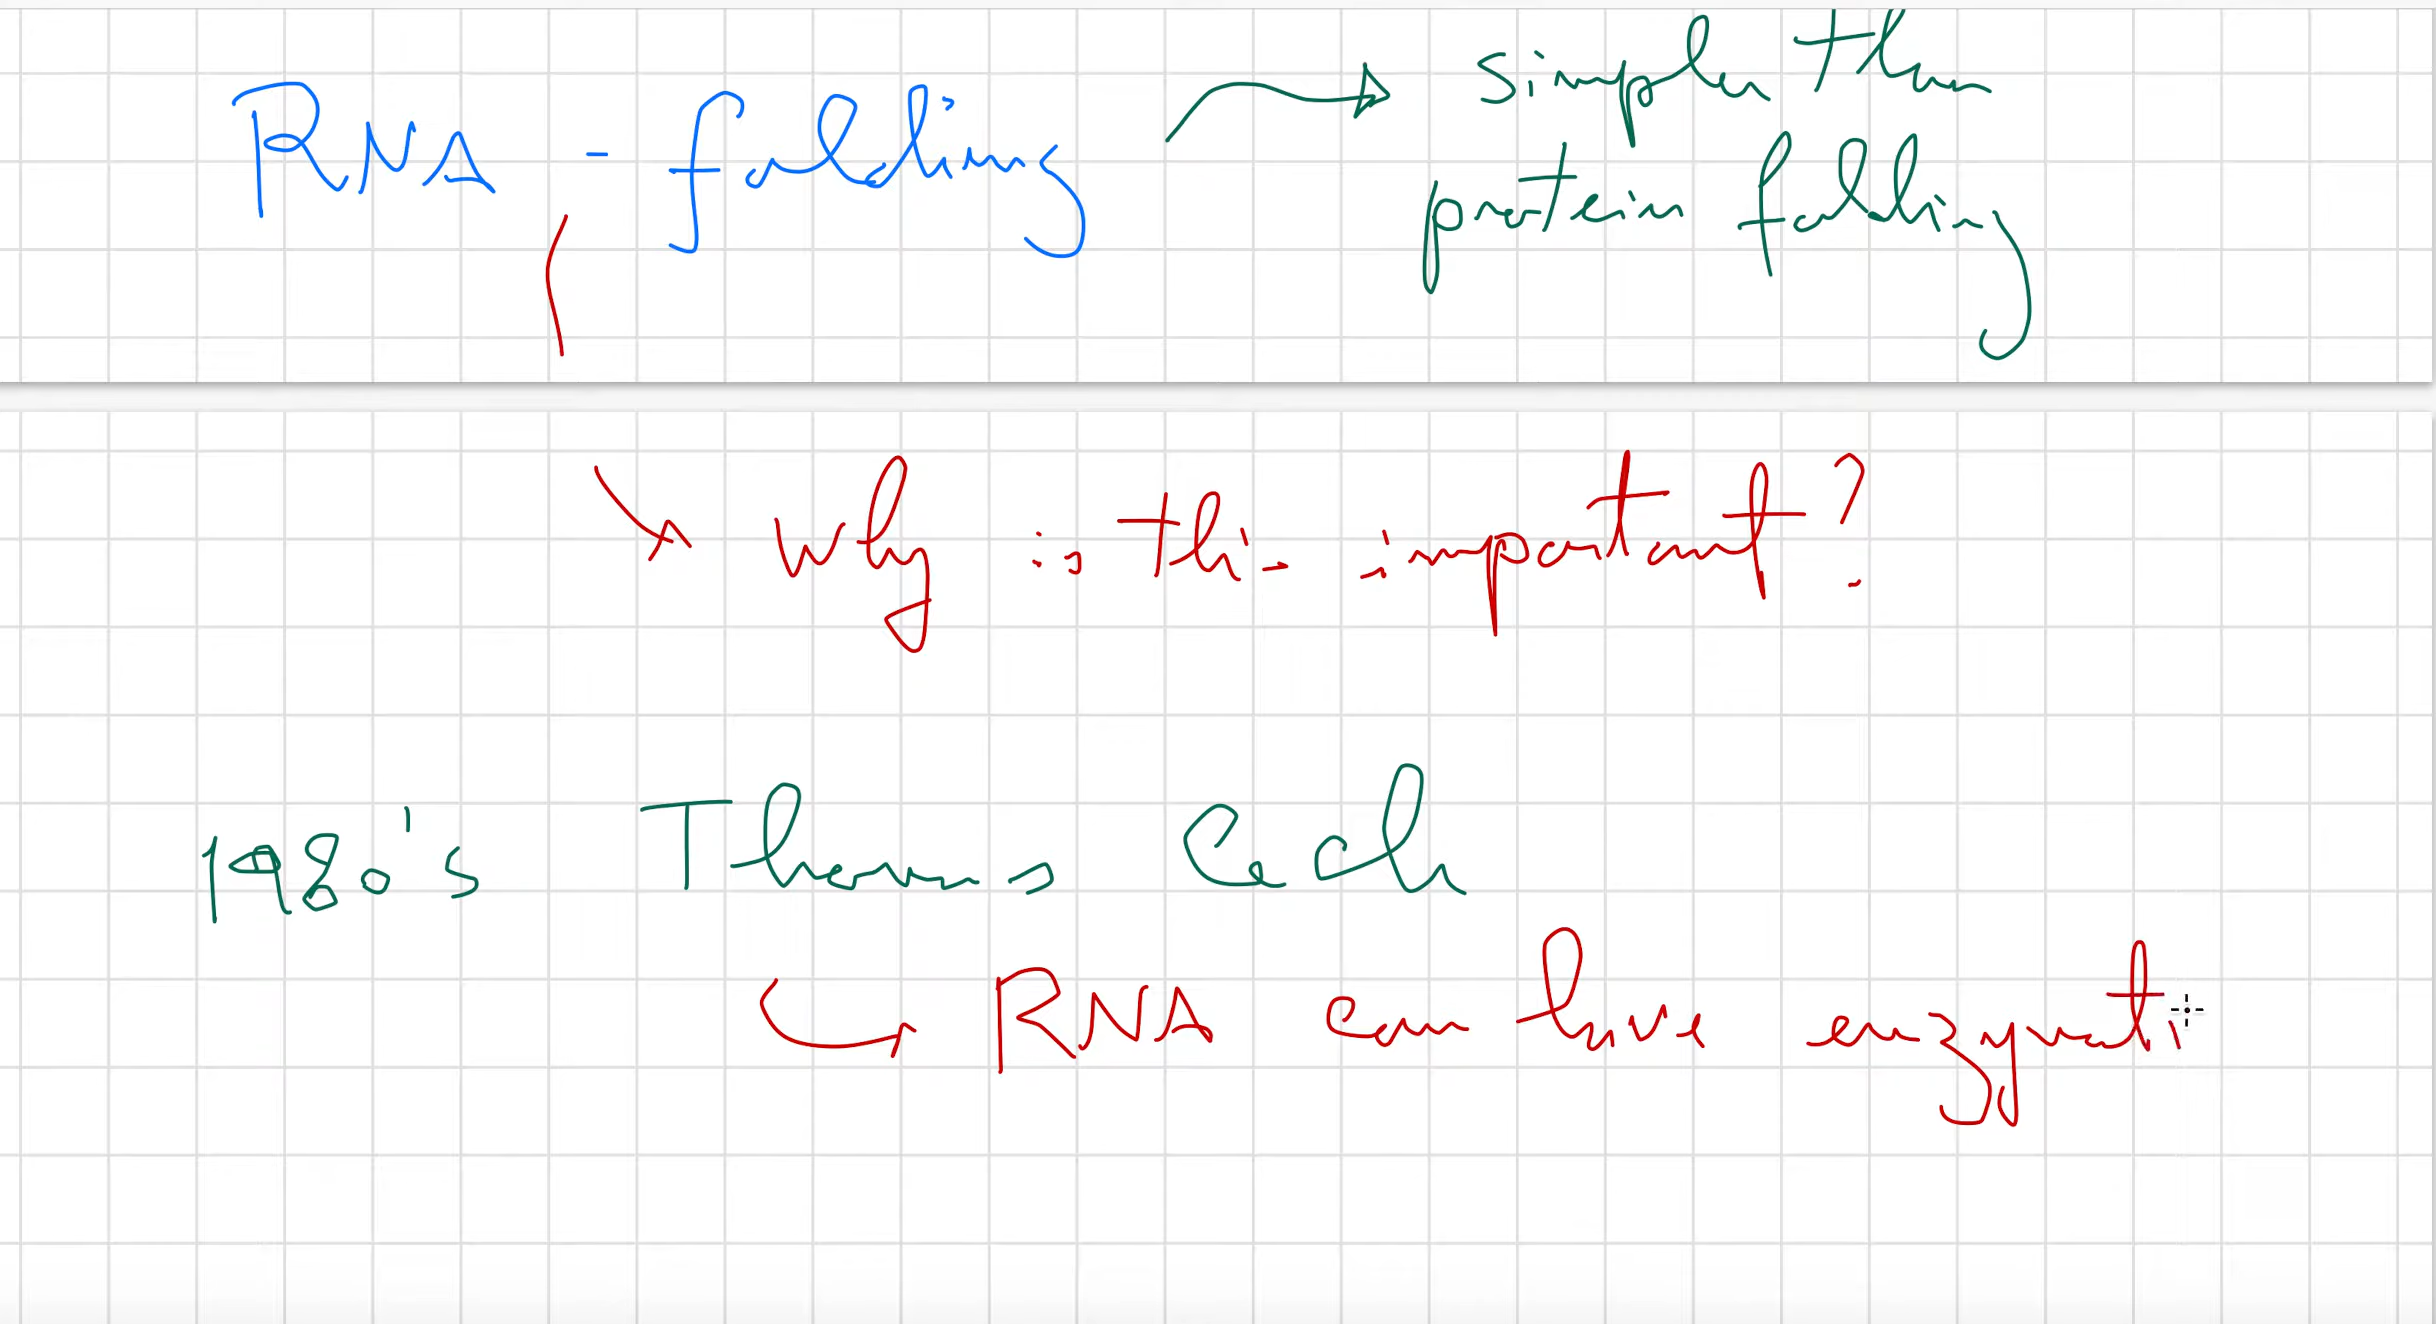 simpler than
RNA - folding
protein folding
why is this important?
1980's Thomas Cech
RNA can have enzymati